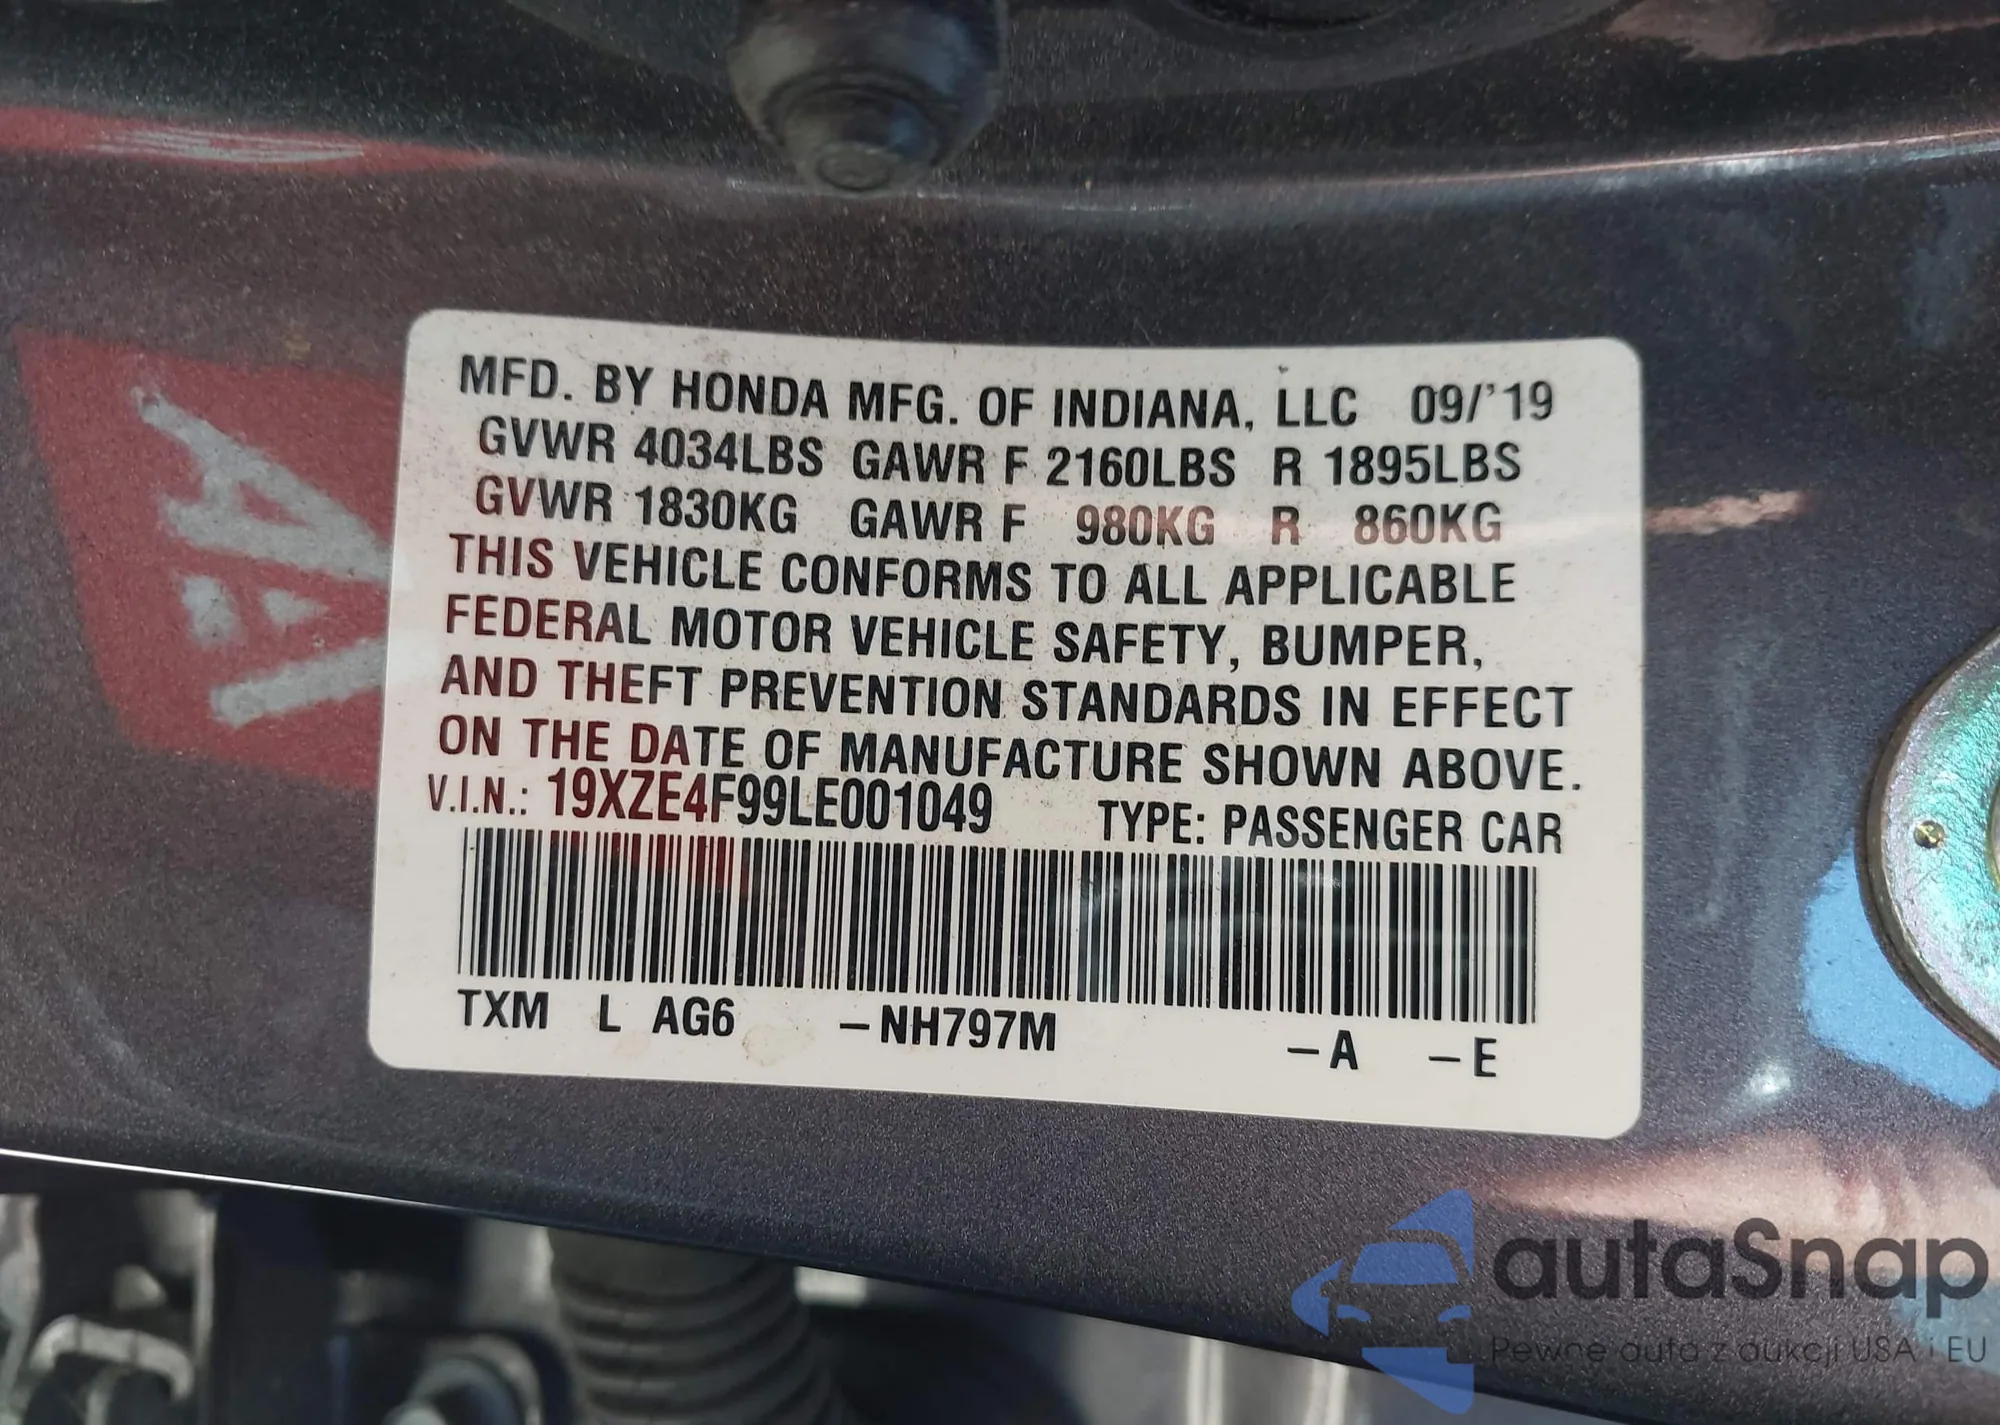 MFD. BY HONDA MFG. OF INDIANA, LLC 09/'19
GVWR 4034LBS GAWR F 2160LBS R 1895LBS
GVWR 1830KG GAWR F 980KG R 860KG
THIS VEHICLE CONFORMS TO ALL APPLICABLE
FEDERAL MOTOR VEHICLE SAFETY, BUMPER,
AND THEFT PREVENTION STANDARDS IN EFFECT
ON THE DATE OF MANUFACTURE SHOWN ABOVE.
V.I.N.: 19XZE4F99LE001049 TYPE: PASSENGER CAR
TXM L AG6 –NH797M –A –E
autaSnap
Pewne auta z aukcji USA i EU